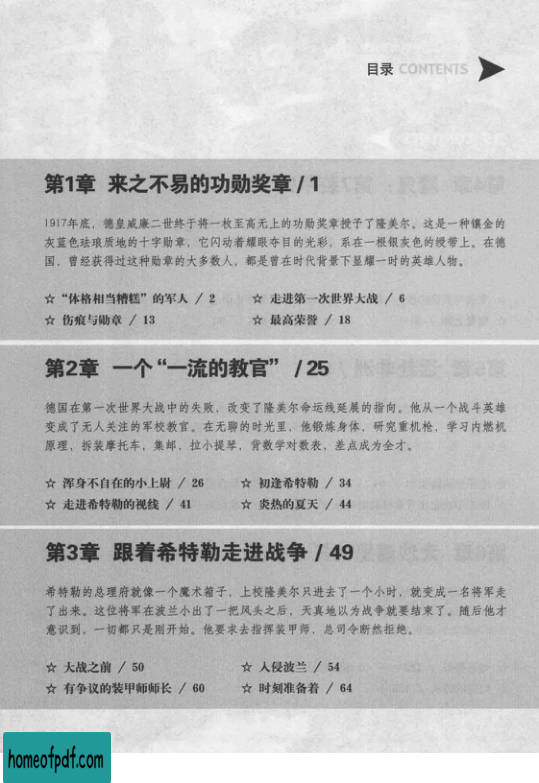 目录 CONTENTS
第1章 来之不易的功勋奖章 / 1
1917年底，德皇威廉二世终于将一枚至高无上的功勋奖章授予了隆美尔。这是一种镶金的
灰蓝色珐琅质地的十字勋章，它闪动着耀眼夺目的光彩，系在一根银灰色的绶带上。在德
国，曾经获得过这种勋章的大多数人，都是曾在时代背景下显耀一时的英雄人物。
☆ “体格相当糟糕”的军人 / 2 ☆ 走进第一次世界大战 / 6
☆ 伤痕与勋章 / 13 ☆ 最高荣誉 / 18
第2章 一个“一流的教官” / 25
德国在第一次世界大战中的失败，改变了隆美尔命运线延展的指向。他从一个战斗英雄
变成了无人关注的军校教官。在无聊的时光里，他锻炼身体，研究重机枪，学习内燃机
原理，拆装摩托车，集邮，拉小提琴，背数学对数表，差点成为全才。
☆ 浑身不自在的小上尉 / 26 ☆ 初逢希特勒 / 34
☆ 走进希特勒的视线 / 41 ☆ 炎热的夏天 / 44
第3章 跟着希特勒走进战争 / 49
希特勒的总理府就像一个魔术箱子，上校隆美尔只进去了一个小时，就变成一名将军走
了出来。这位将军在波兰小出了一把风头之后，天真地以为战争就要结束了。随后他才
意识到，一切都只是刚开始。他要求去指挥装甲师，总司令断然拒绝。
☆ 大战之前 / 50 ☆ 入侵波兰 / 54
☆ 有争议的装甲师师长 / 60 ☆ 时刻准备着 / 64
homeofpdf.com